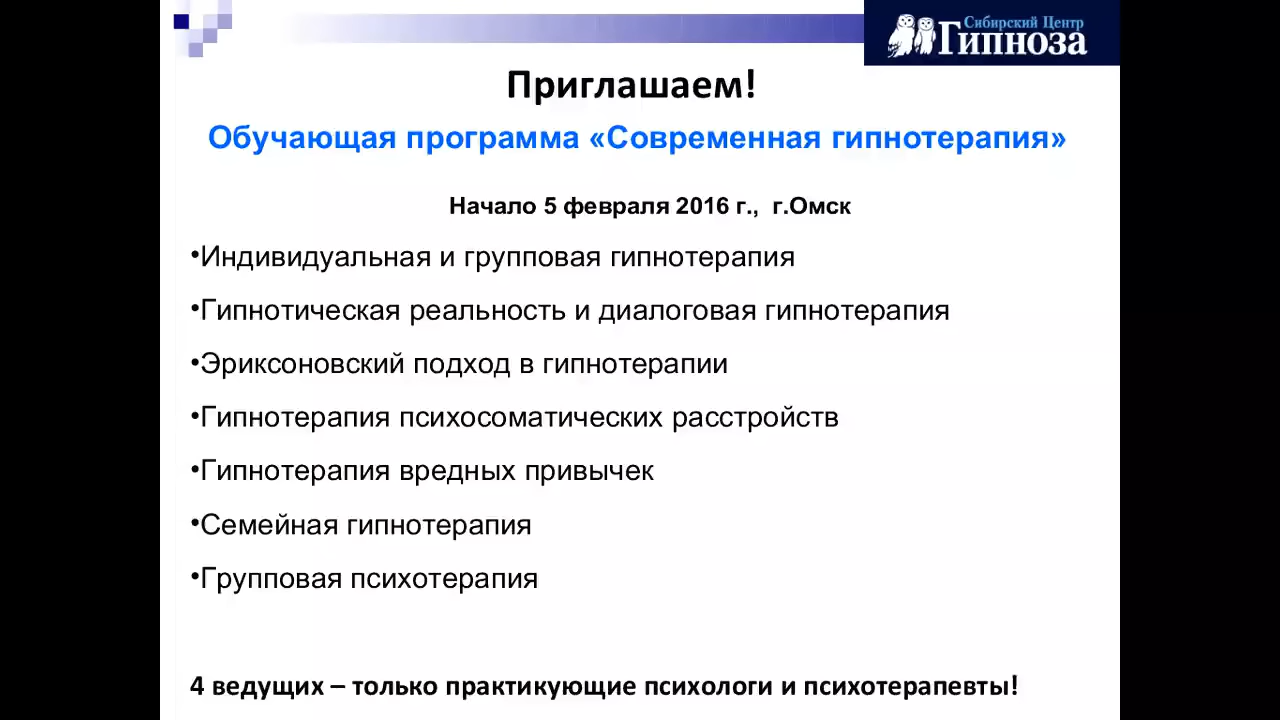 Сибирский Центр
Гипноза
Приглашаем!
Обучающая программа «Современная гипнотерапия»
Начало 5 февраля 2016 г., г.Омск
•Индивидуальная и групповая гипнотерапия
•Гипнотическая реальность и диалоговая гипнотерапия
•Эриксоновский подход в гипнотерапии
•Гипнотерапия психосоматических расстройств
•Гипнотерапия вредных привычек
•Семейная гипнотерапия
•Групповая психотерапия
4 ведущих – только практикующие психологи и психотерапевты!